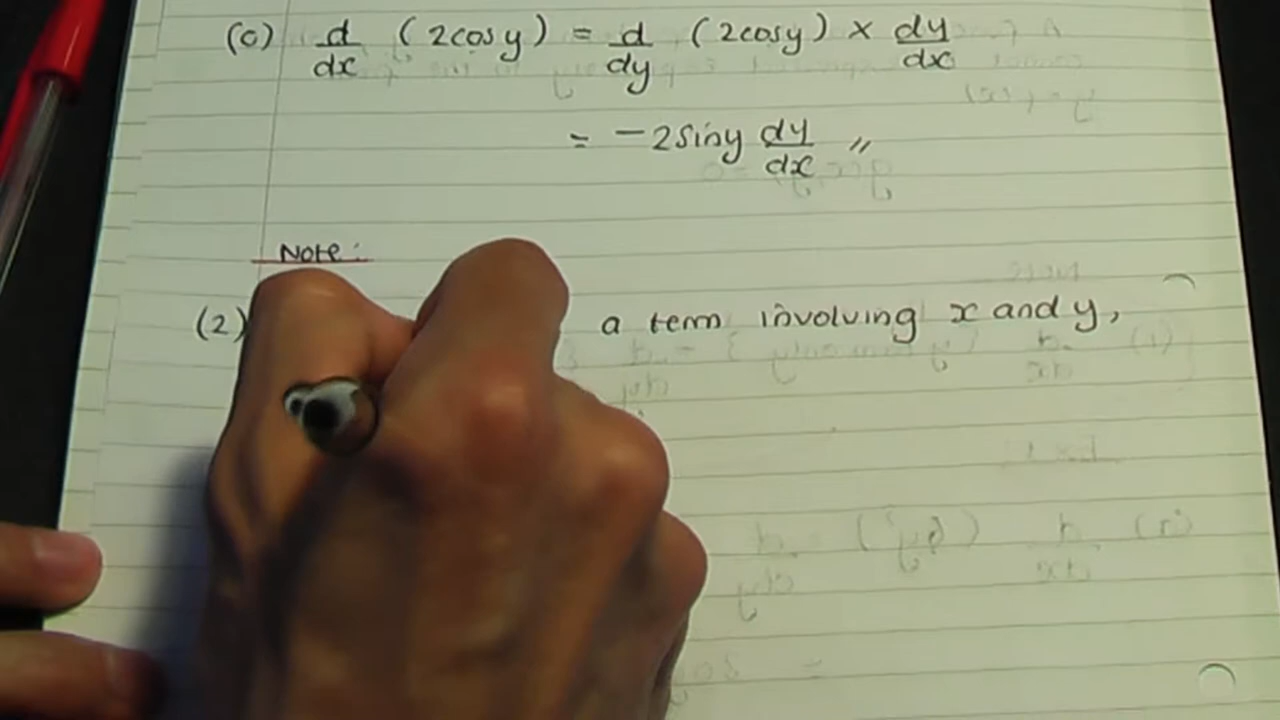 (c) d/dx (2cosy) = d/dy (2cosy) × dy/dx
= -2siny dy/dx "
Note:
(2) a term involving x and y,